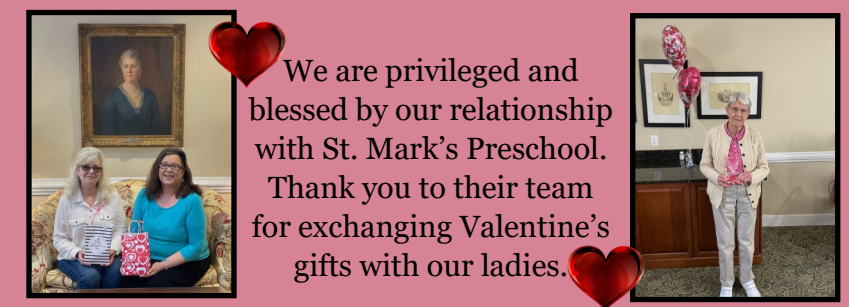 We are privileged and
blessed by our relationship
with St. Mark's Preschool.
Thank you to their team
for exchanging Valentine's
gifts with our ladies.